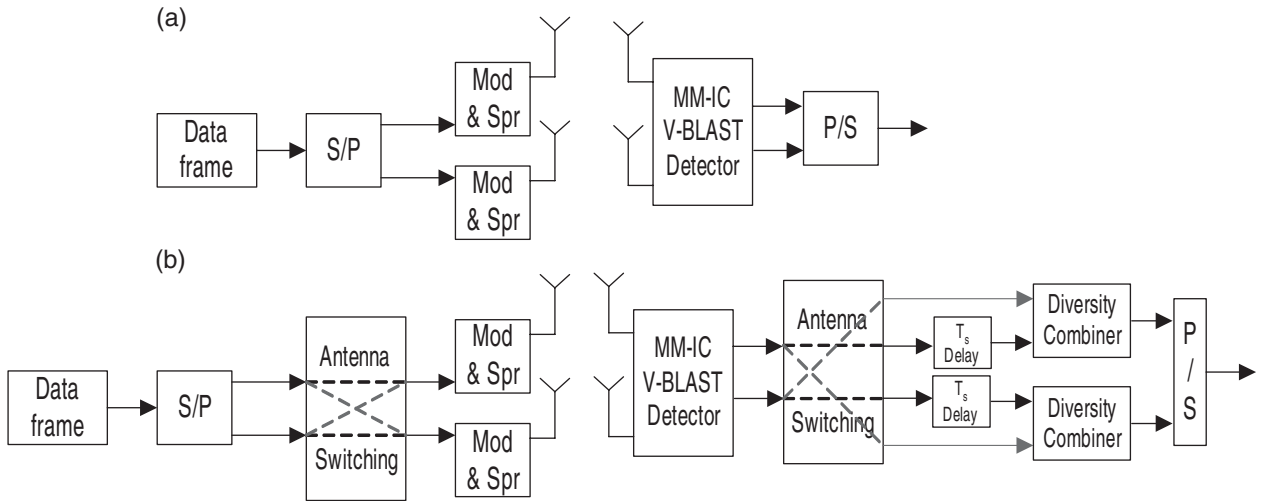 (a)
Data
frame
S/P
Mod
& Spr
Mod
& Spr
MM-IC
V-BLAST
Detector
P/S
(b)
Data
frame
S/P
Antenna
Switching
Mod
& Spr
Mod
& Spr
MM-IC
V-BLAST
Detector
Antenna
Switching
Ts
Delay
Ts
Delay
Diversity
Combiner
Diversity
Combiner
P
/
S